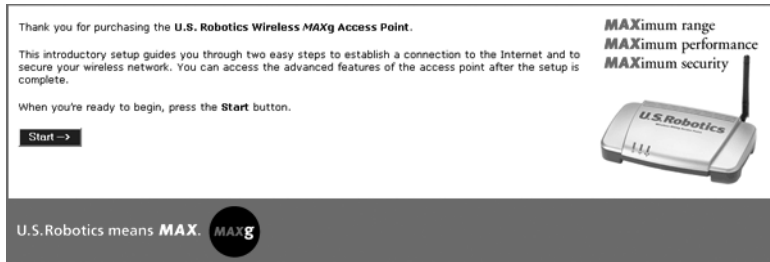 Thank you for purchasing the U.S. Robotics Wireless MAXg Access Point.
This introductory setup guides you through two easy steps to establish a connection to the Internet and to
secure your wireless network. You can access the advanced features of the access point after the setup is
complete.
When you're ready to begin, press the Start button.
Start -->
MAXimum range
MAXimum performance
MAXimum security
U.S.Robotics
U.S.Robotics means MAX. MAXg